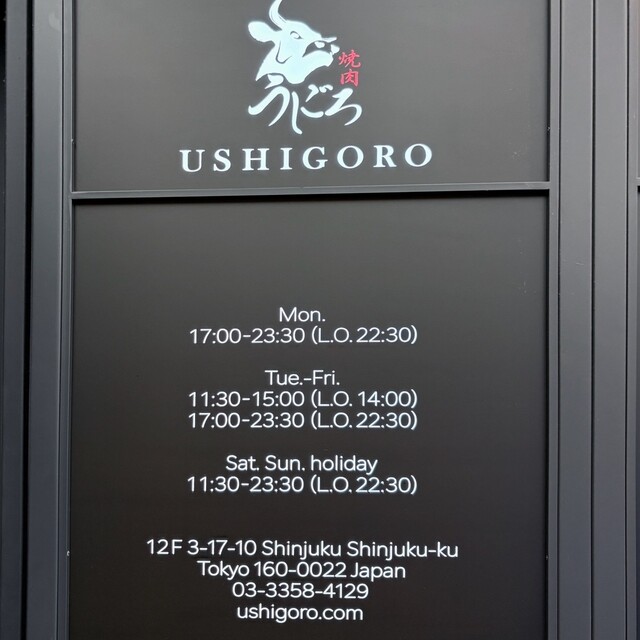 焼肉
うしごろ
USHIGORO
Mon.
17:00-23:30 (L.O. 22:30)
Tue.-Fri.
11:30-15:00 (L.O. 14:00)
17:00-23:30 (L.O. 22:30)
Sat. Sun. holiday
11:30-23:30 (L.O. 22:30)
12F 3-17-10 Shinjuku Shinjuku-ku
Tokyo 160-0022 Japan
03-3358-4129
ushigoro.com